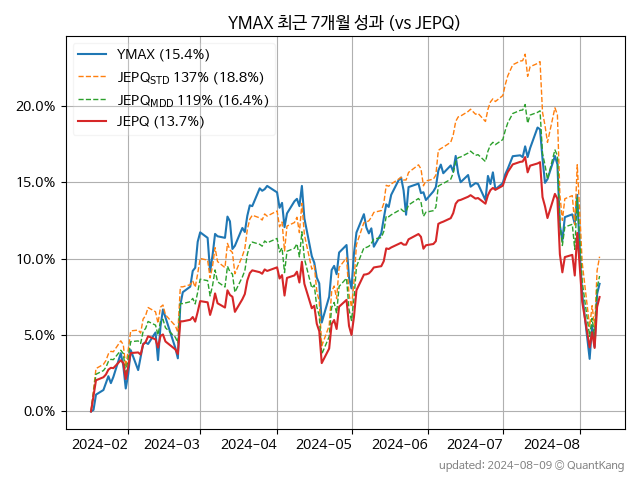 YMAX 최근 7개월 성과 (vs JEPQ)
YMAX (15.4%)
JEPQSTD 137% (18.8%)
JEPQMDD 119% (16.4%)
JEPQ (13.7%)
20.0%
15.0%
10.0%
5.0%
0.0%
2024-02 2024-03 2024-04 2024-05 2024-06 2024-07 2024-08
updated: 2024-08-09 © QuantKang